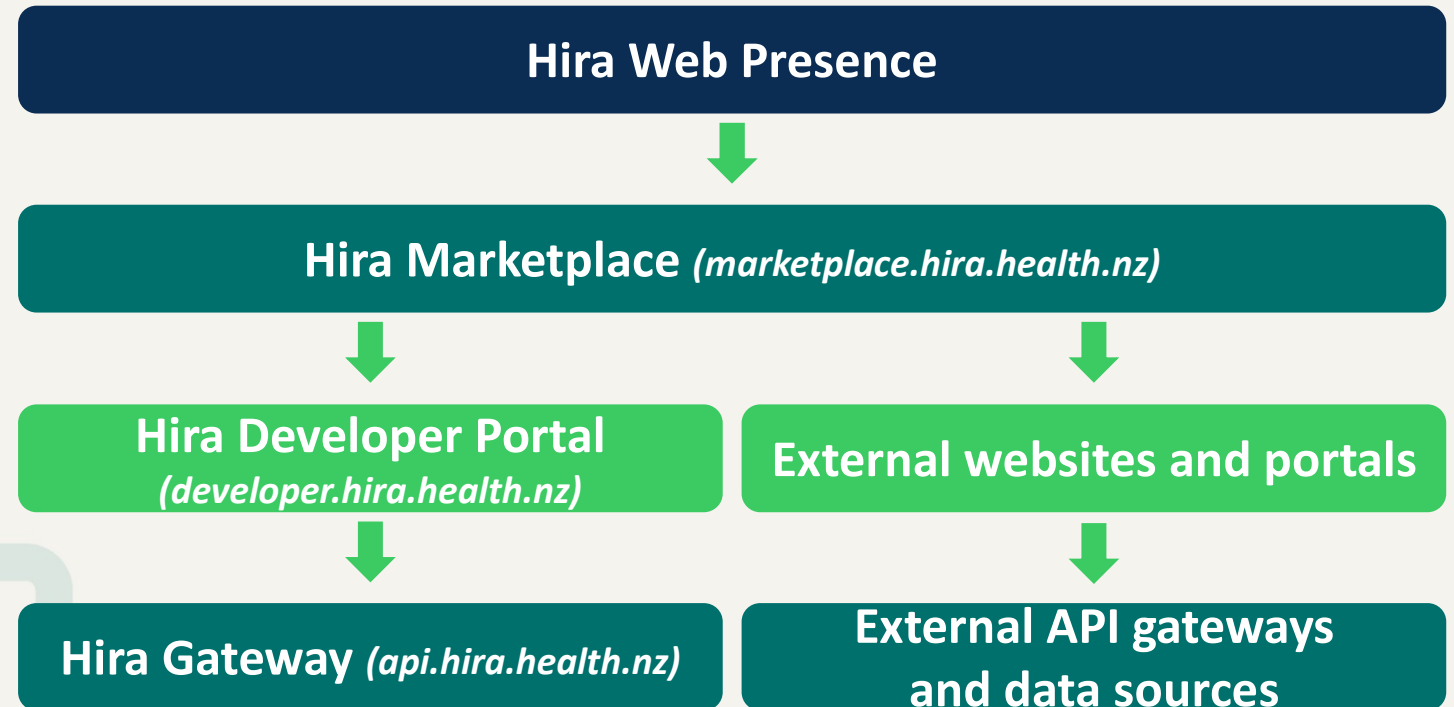 Hira Web Presence
Hira Marketplace (marketplace.hira.health.nz)
Hira Developer Portal
(developer.hira.health.nz)
External websites and portals
Hira Gateway (api.hira.health.nz)
External API gateways
and data sources